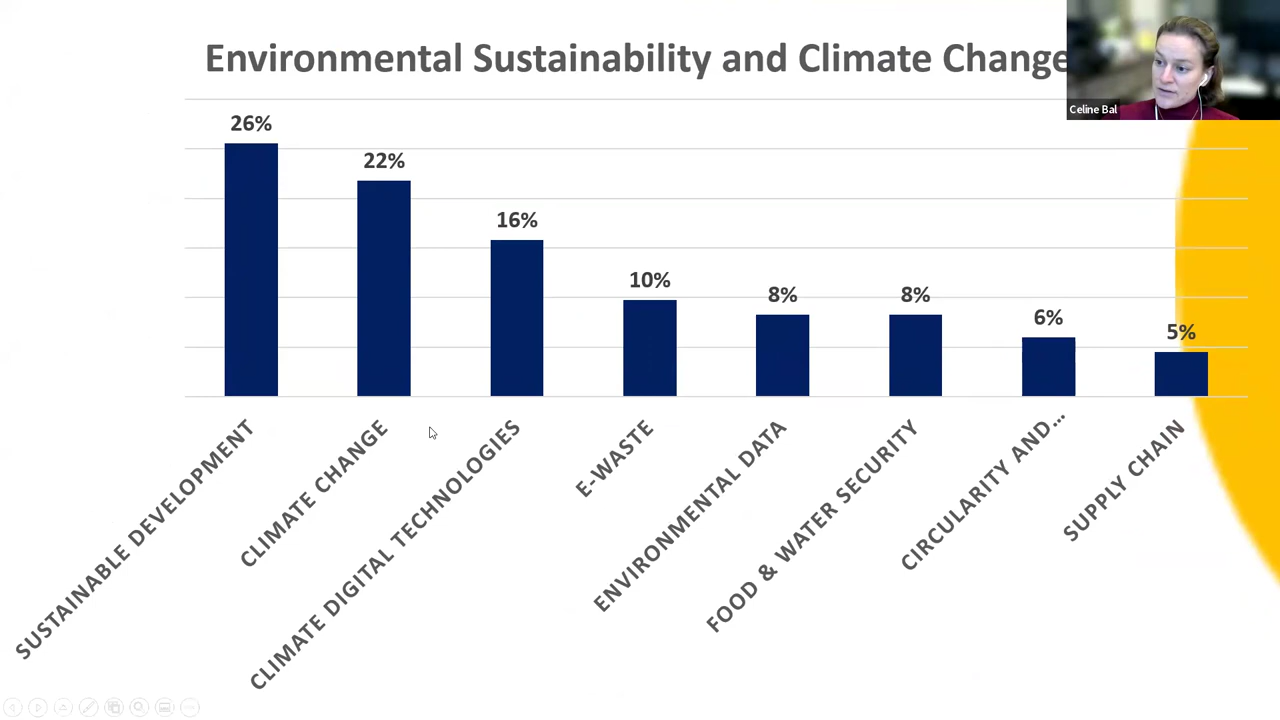 Environmental Sustainability and Climate Change
Celine Bal
26%
22%
16%
10%
8%
8%
6%
5%
SUSTAINABLE DEVELOPMENT
CLIMATE CHANGE
CLIMATE DIGITAL TECHNOLOGIES
E-WASTE
ENVIRONMENTAL DATA
FOOD & WATER SECURITY
CIRCULARITY AND...
SUPPLY CHAIN